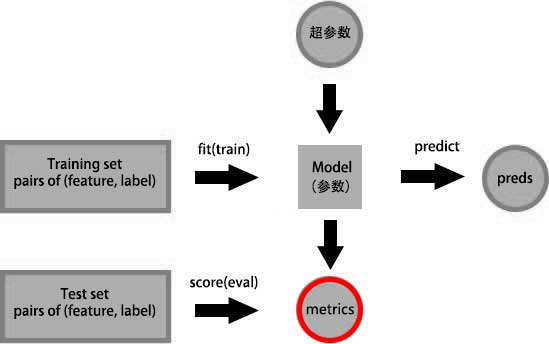 超参数
fit(train)
predict
Training set
pairs of (feature, label)
Model
（参数）
preds
score(eval)
Test set
pairs of (feature, label)
metrics